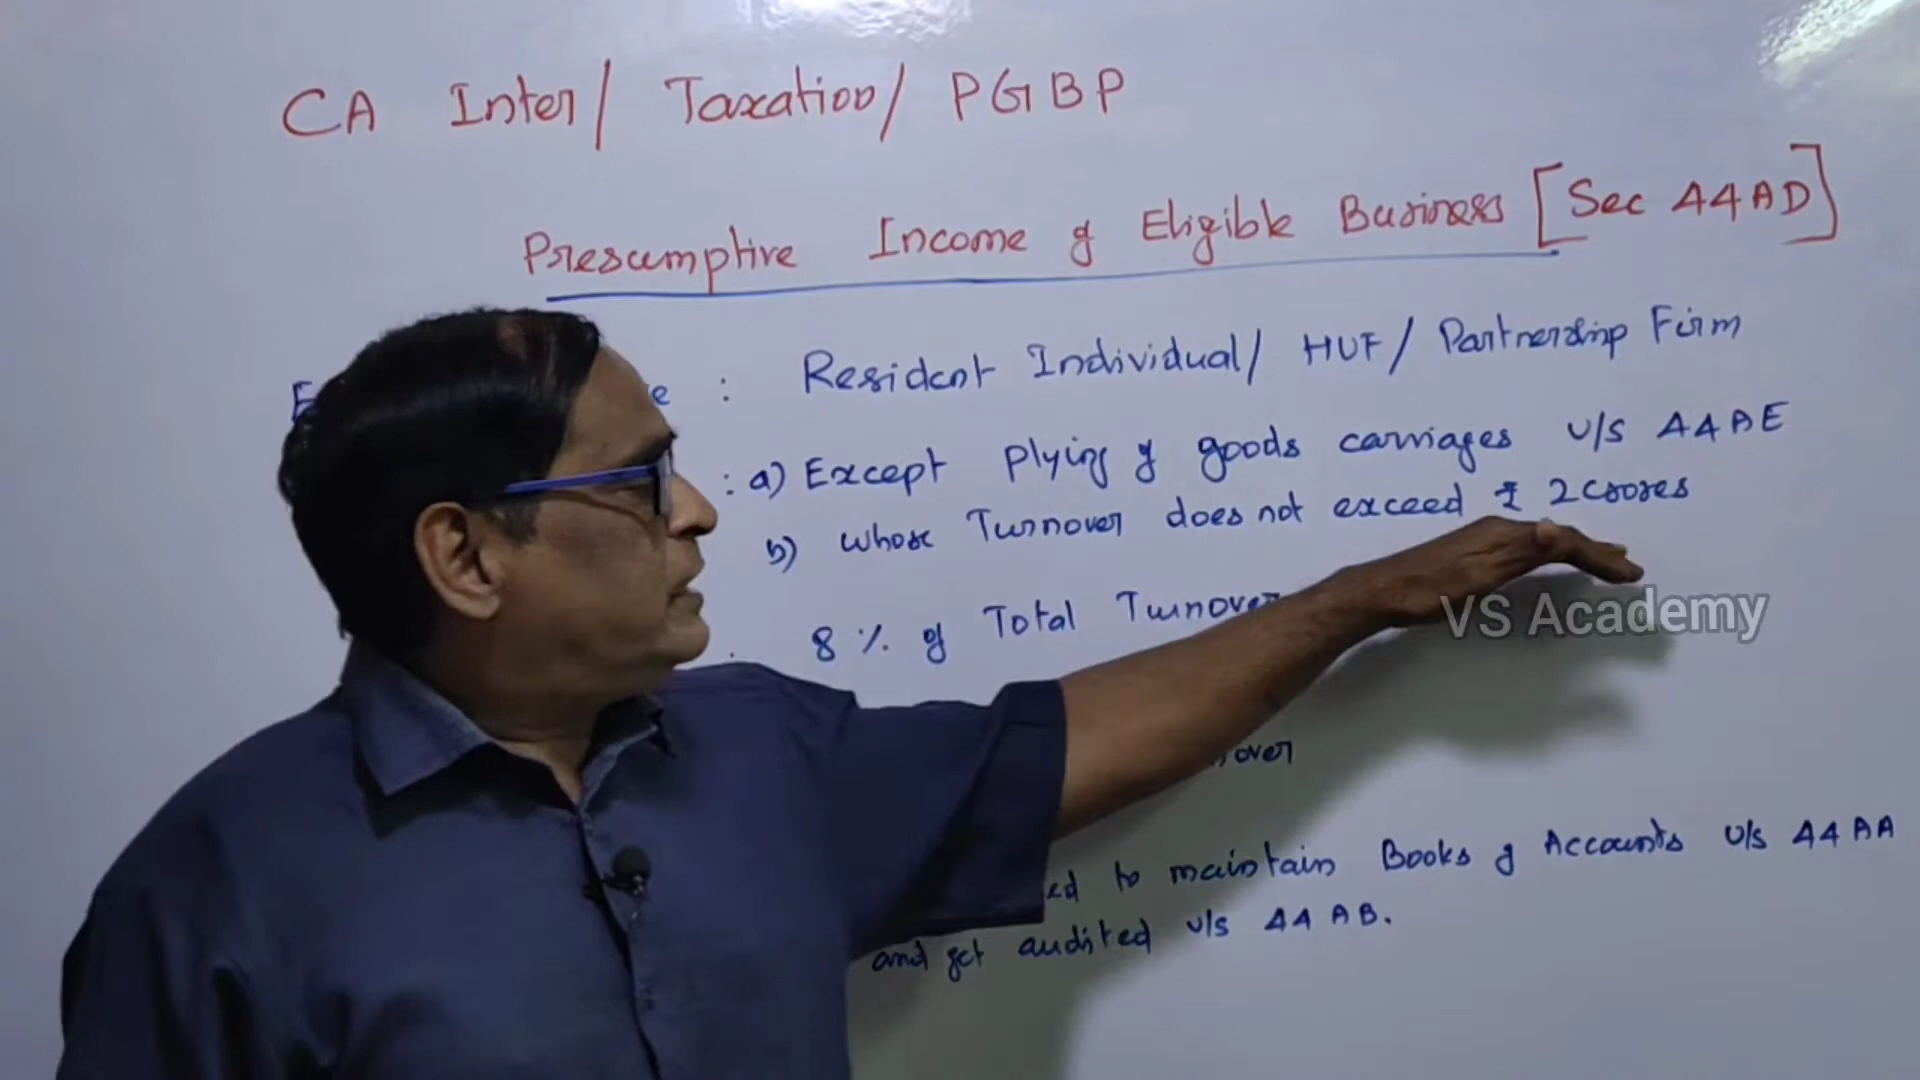 CA Inter/ Taxation/ PGBP
Presumptive Income of Eligible Business [Sec 44AD]
: Resident Individual/ HUF/ Partnership Firm
: a) Except Plying of goods carriages U/S 44AE
b) whose Turnover does not exceed ₹ 2 crores
8 % of Total Turnover
VS Academy
to maintain Books of Accounts U/s 44AA
and get audited U/s 44AB.